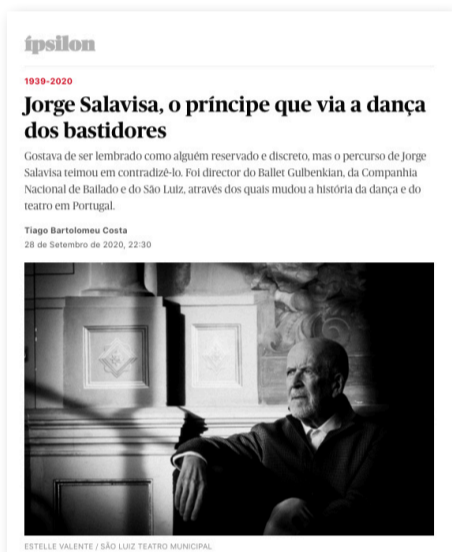 ípsilon
1939-2020
Jorge Salavisa, o príncipe que via a dança
dos bastidores
Gostava de ser lembrado como alguém reservado e discreto, mas o percurso de Jorge
Salavisa teimou em contradizê-lo. Foi director do Ballet Gulbenkian, da Companhia
Nacional de Bailado e do São Luiz, através dos quais mudou a história da dança e do
teatro em Portugal.
Tiago Bartolomeu Costa
28 de Setembro de 2020, 22:30
ESTELLE VALENTE / SÃO LUIZ TEATRO MUNICIPAL